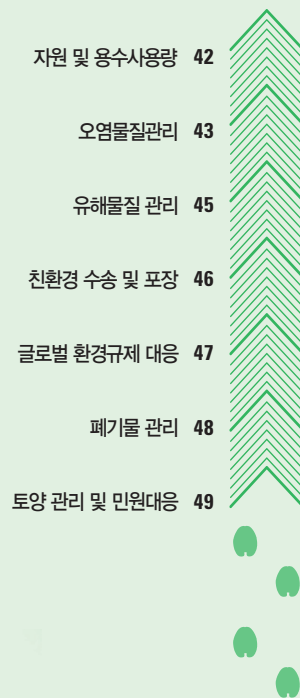 자원 및 용수사용량 42
오염물질관리 43
유해물질 관리 45
친환경 수송 및 포장 46
글로벌 환경규제 대응 47
폐기물 관리 48
토양 관리 및 민원대응 49